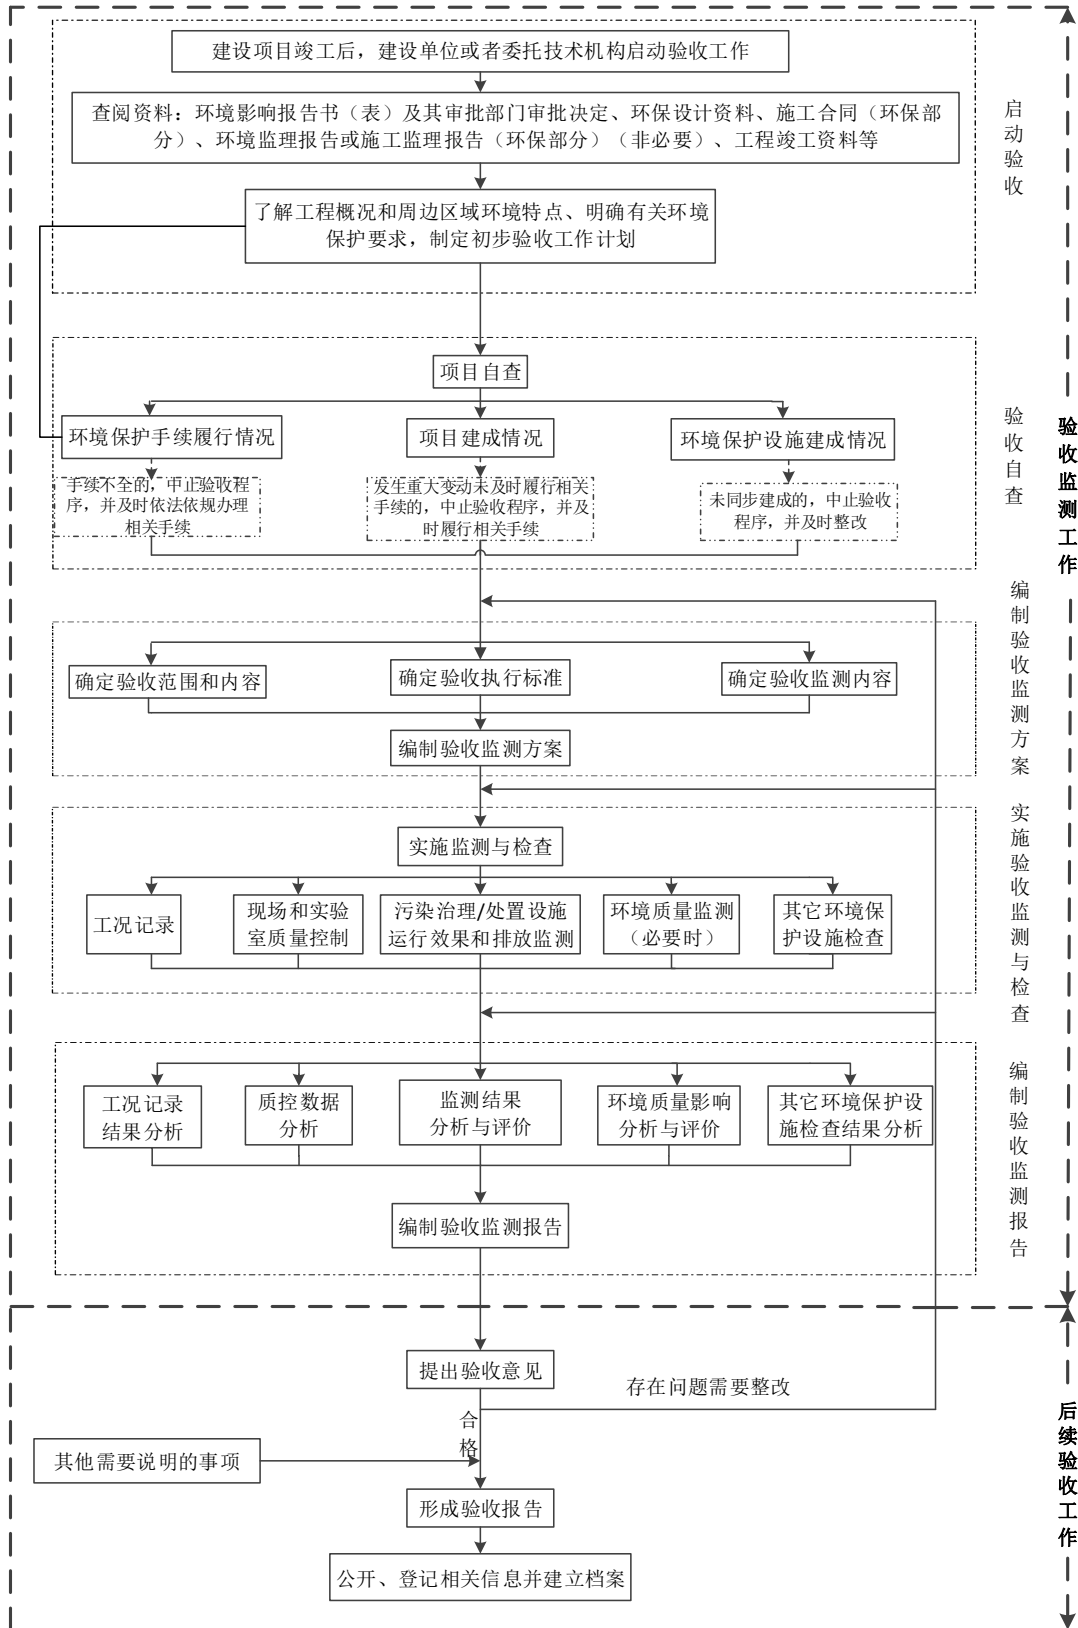 建设项目竣工后，建设单位或者委托技术机构启动验收工作
查阅资料：环境影响报告书（表）及其审批部门审批决定、环保设计资料、施工合同（环保部
分）、环境监理报告或施工监理报告（环保部分）（非必要）、工程竣工资料等
了解工程概况和周边区域环境特点、明确有关环境
保护要求，制定初步验收工作计划
启动验收
项目自查
环境保护手续履行情况
项目建成情况
环境保护设施建成情况
手续不全的，中止验收程
序，并及时依法依规办理
相关手续
发生重大变动未及时履行相关
手续的，中止验收程序，并及
时履行相关手续
未同步建成的，中止验收
程序，并及时整改
验收自查
验收监测工作
确定验收范围和内容
确定验收执行标准
确定验收监测内容
编制验收监测方案
编制验收监测方案
实施监测与检查
工况记录
现场和实验
室质量控制
污染治理/处置设施
运行效果和排放监测
环境质量监测
（必要时）
其它环境保
护设施检查
实施验收监测与检查
工况记录
结果分析
质控数据
分析
监测结果
分析与评价
环境质量影响
分析与评价
其它环境保护设
施检查结果分析
编制验收监测报告
编制验收监测报告
提出验收意见
存在问题需要整改
合格
其他需要说明的事项
形成验收报告
公开、登记相关信息并建立档案
后续验收工作